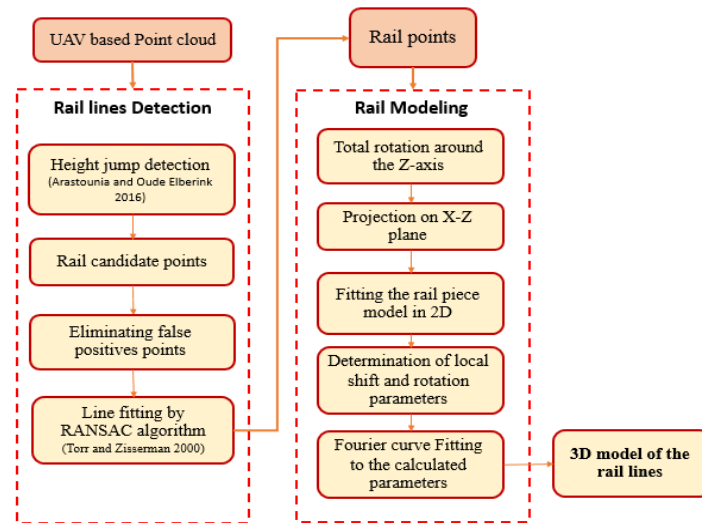 UAV based Point cloud
Rail lines Detection
Height jump detection
(Arastounia and Oude Elberink
2016)
Rail candidate points
Eliminating false
positives points
Line fitting by
RANSAC algorithm
(Torr and Zisserman 2000)
Rail points
Rail Modeling
Total rotation around
the Z-axis
Projection on X-Z
plane
Fitting the rail piece
model in 2D
Determination of local
shift and rotation
parameters
Fourier curve Fitting
to the calculated
parameters
3D model of the
rail lines